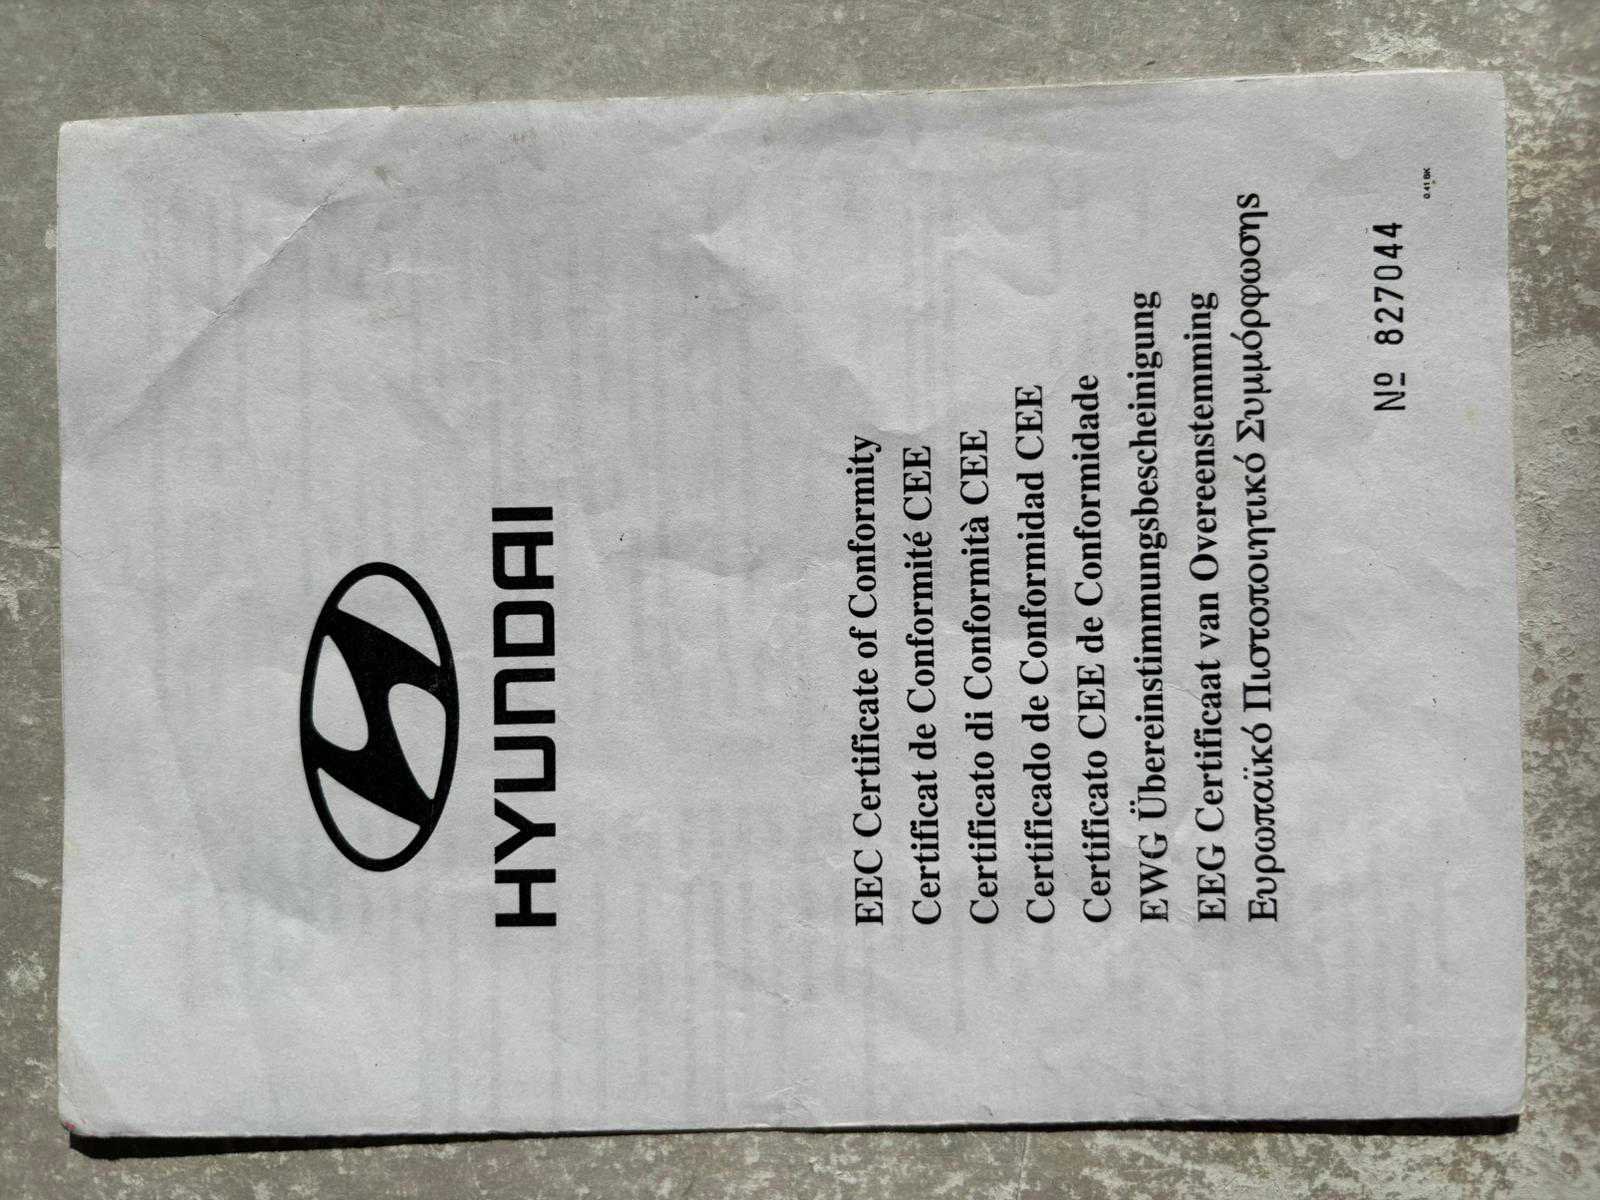 HYUNDAI
EEC Certificate of Conformity
Certificat de Conformité CEE
Certificato di Conformità CEE
Certificado de Conformidad CEE
Certificato CEE de Conformidade
EWG Übereinstimmungsbescheinigung
EEG Certificaat van Overeenstemming
Ευρωπαϊκό Πιστοποιητικό Συμμόρφωσης
Nº 827044